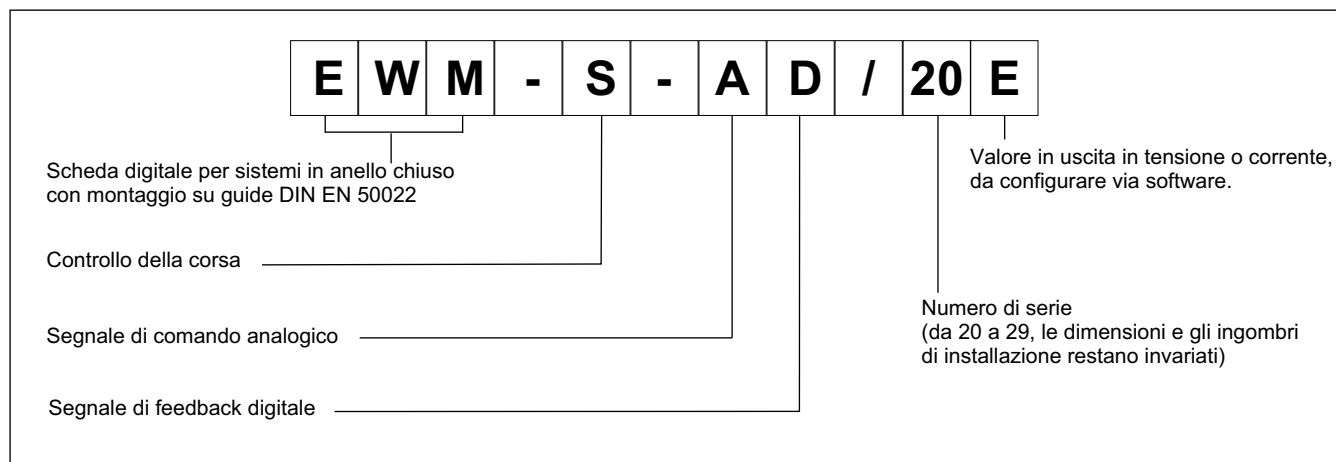 E W M - S - A D / 20 E
Scheda digitale per sistemi in anello chiuso
con montaggio su guide DIN EN 50022
Valore in uscita in tensione o corrente,
da configurare via software.
Controllo della corsa
Numero di serie
(da 20 a 29, le dimensioni e gli ingombri
di installazione restano invariati)
Segnale di comando analogico
Segnale di feedback digitale